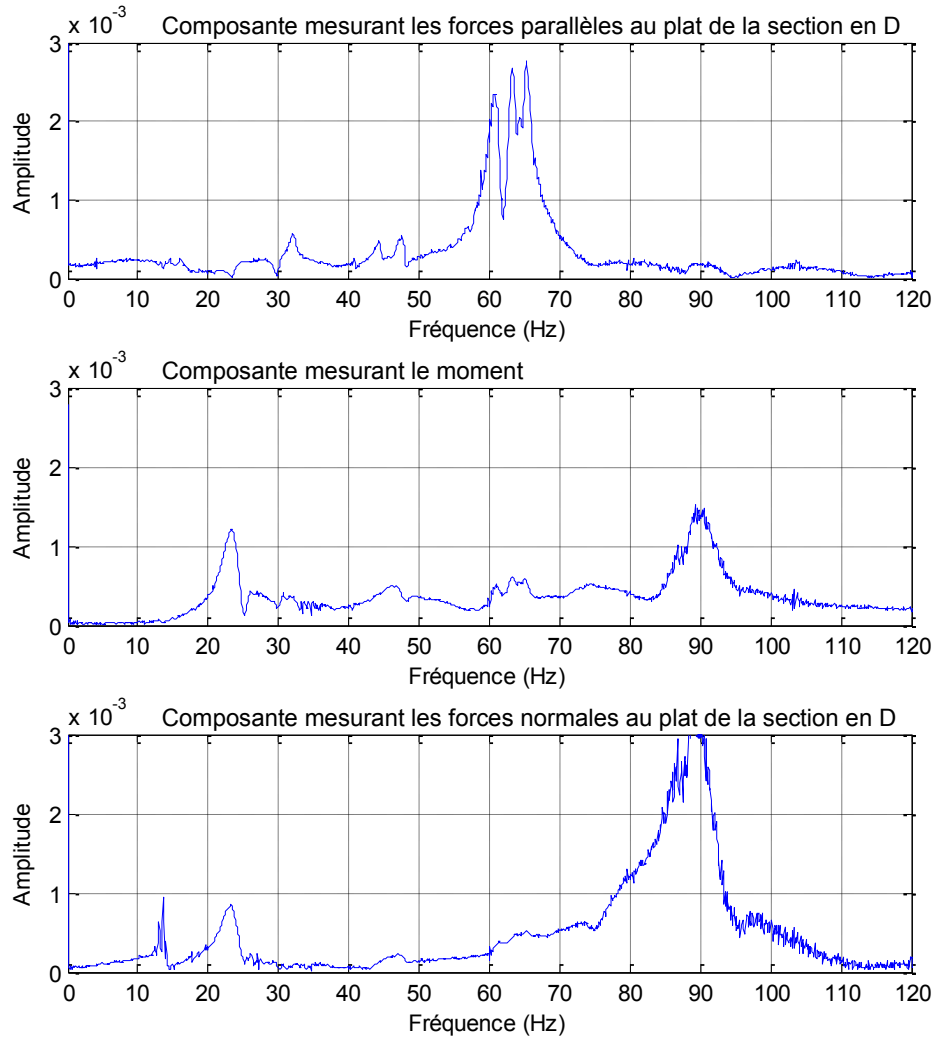 x 10^-3 Composante mesurant les forces parallèles au plat de la section en D
3
2
1
0
Amplitude
0 10 20 30 40 50 60 70 80 90 100 110 120
Fréquence (Hz)
x 10^-3 Composante mesurant le moment
3
2
1
0
Amplitude
0 10 20 30 40 50 60 70 80 90 100 110 120
Fréquence (Hz)
x 10^-3 Composante mesurant les forces normales au plat de la section en D
3
2
1
0
Amplitude
0 10 20 30 40 50 60 70 80 90 100 110 120
Fréquence (Hz)